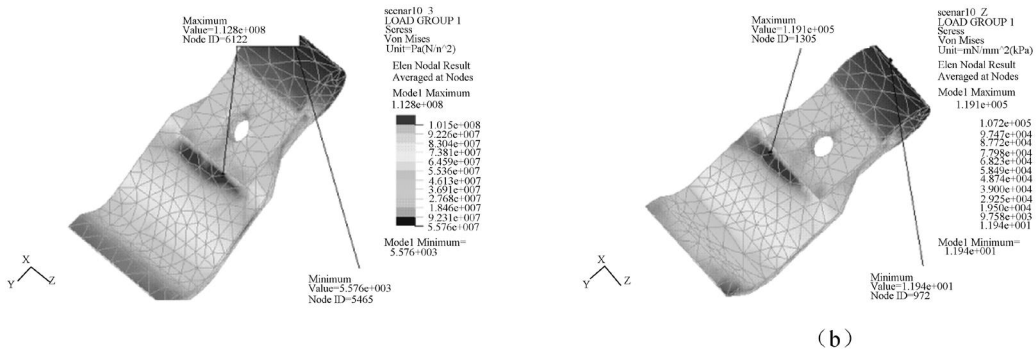 Maximum
Value=1.128e+008
Node ID=6122
scenar10_3
LOAD GROUP 1
Seress
Von Mises
Unit=Pa(N/n^2)
Elen Nodal Result
Averaged at Nodes
Mode1 Maximum
1.128e+008
1.015e+008
9.226e+007
8.304e+007
7.381e+007
6.459e+007
5.536e+007
4.613e+007
3.691e+007
2.768e+007
1.846e+007
9.231e+007
5.576e+007
Mode1 Minimum=
5.576+003
Minimum
Value=5.576e+003
Node ID=5465
X
Y
Z
Maximum
Value=1.191e+005
Node ID=1305
scenar10_Z
LOAD GROUP 1
Seress
Von Mises
Unit=mN/mm^2(kPa)
Elen Nodal Result
Averaged at Nodes
Mode1 Maximum
1.191e+005
1.072e+005
9.747e+004
8.772e+004
7.798e+004
6.823e+004
5.849e+004
4.874e+004
3.900e+004
2.925e+004
1.950e+004
9.758e+003
1.194e+001
Mode1 Minimum=
1.194e+001
Minimum
Value=1.194e+001
Node ID=972
X
Y
Z
(b)